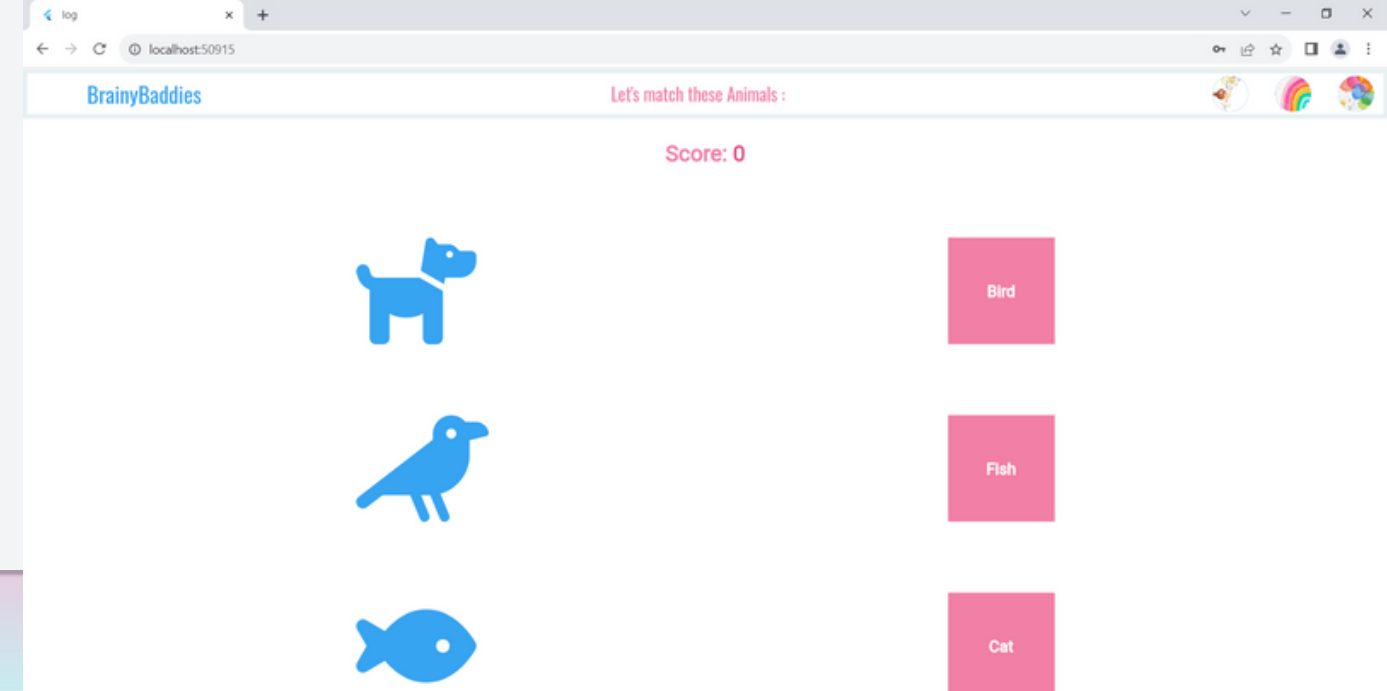 log
localhost:50915
BrainyBaddies
Let's match these Animals :
Score: 0
Bird
Fish
Cat